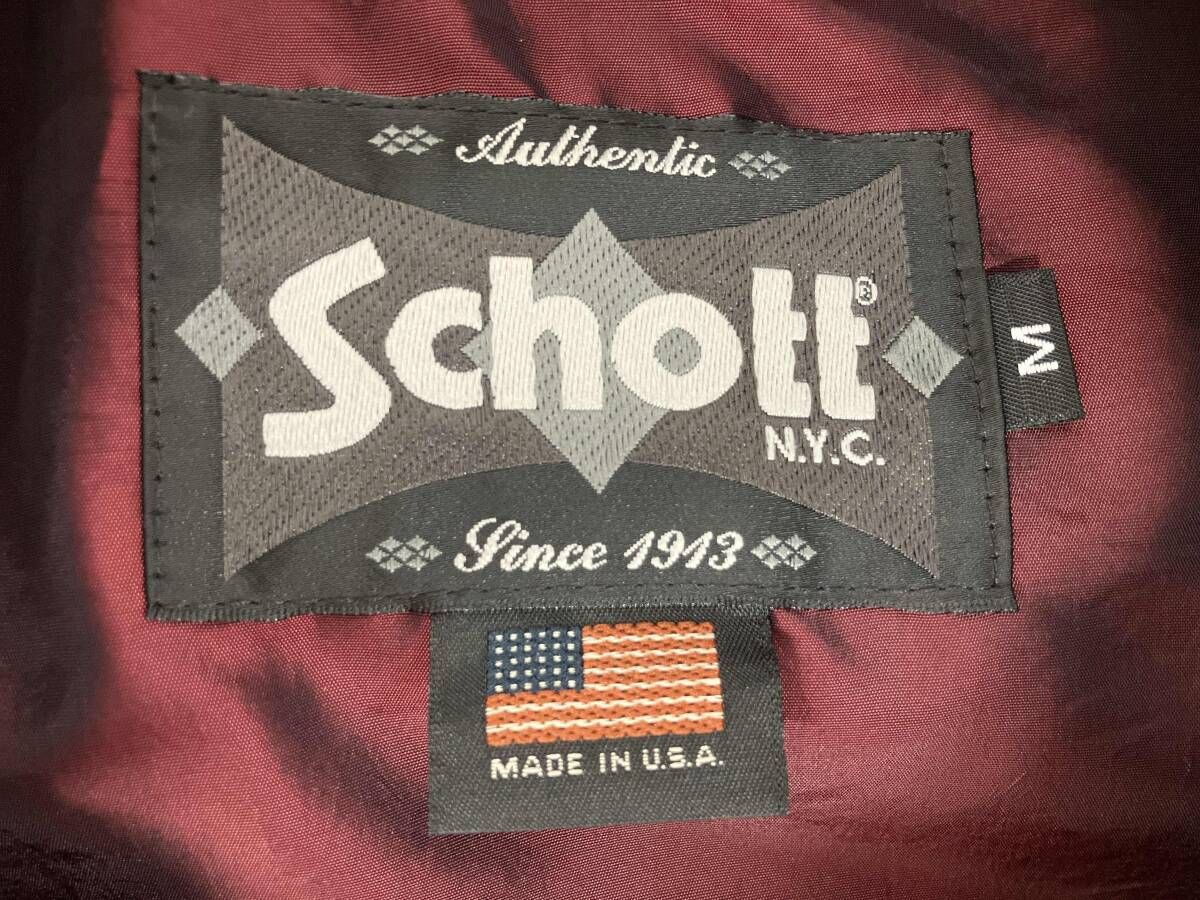 Authentic
Schott®
N.Y.C.
Since 1913
M
MADE IN U.S.A.